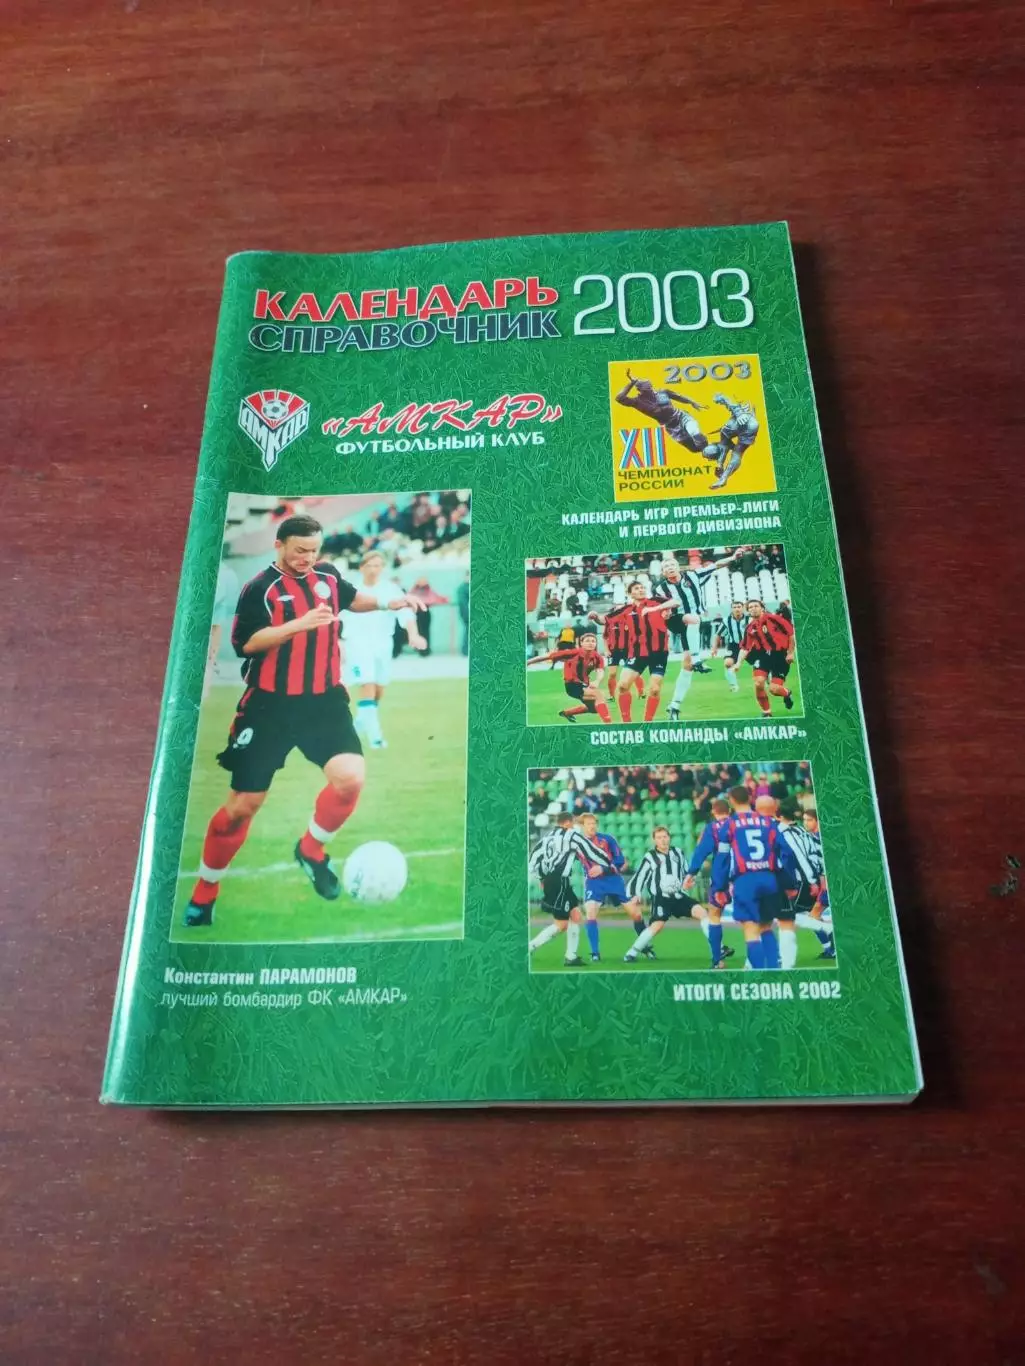 КАЛЕНДАРЬ
СПРАВОЧНИК
2003
АМКАР
«АМКАР»
ФУТБОЛЬНЫЙ КЛУБ
2003
XII
ЧЕМПИОНАТ
РОССИИ
КАЛЕНДАРЬ ИГР ПРЕМЬЕР-ЛИГИ
И ПЕРВОГО ДИВИЗИОНА
СОСТАВ КОМАНДЫ «АМКАР»
5
ИТОГИ СЕЗОНА 2002
Константин ПАРАМОНОВ
лучший бомбардир ФК «АМКАР»